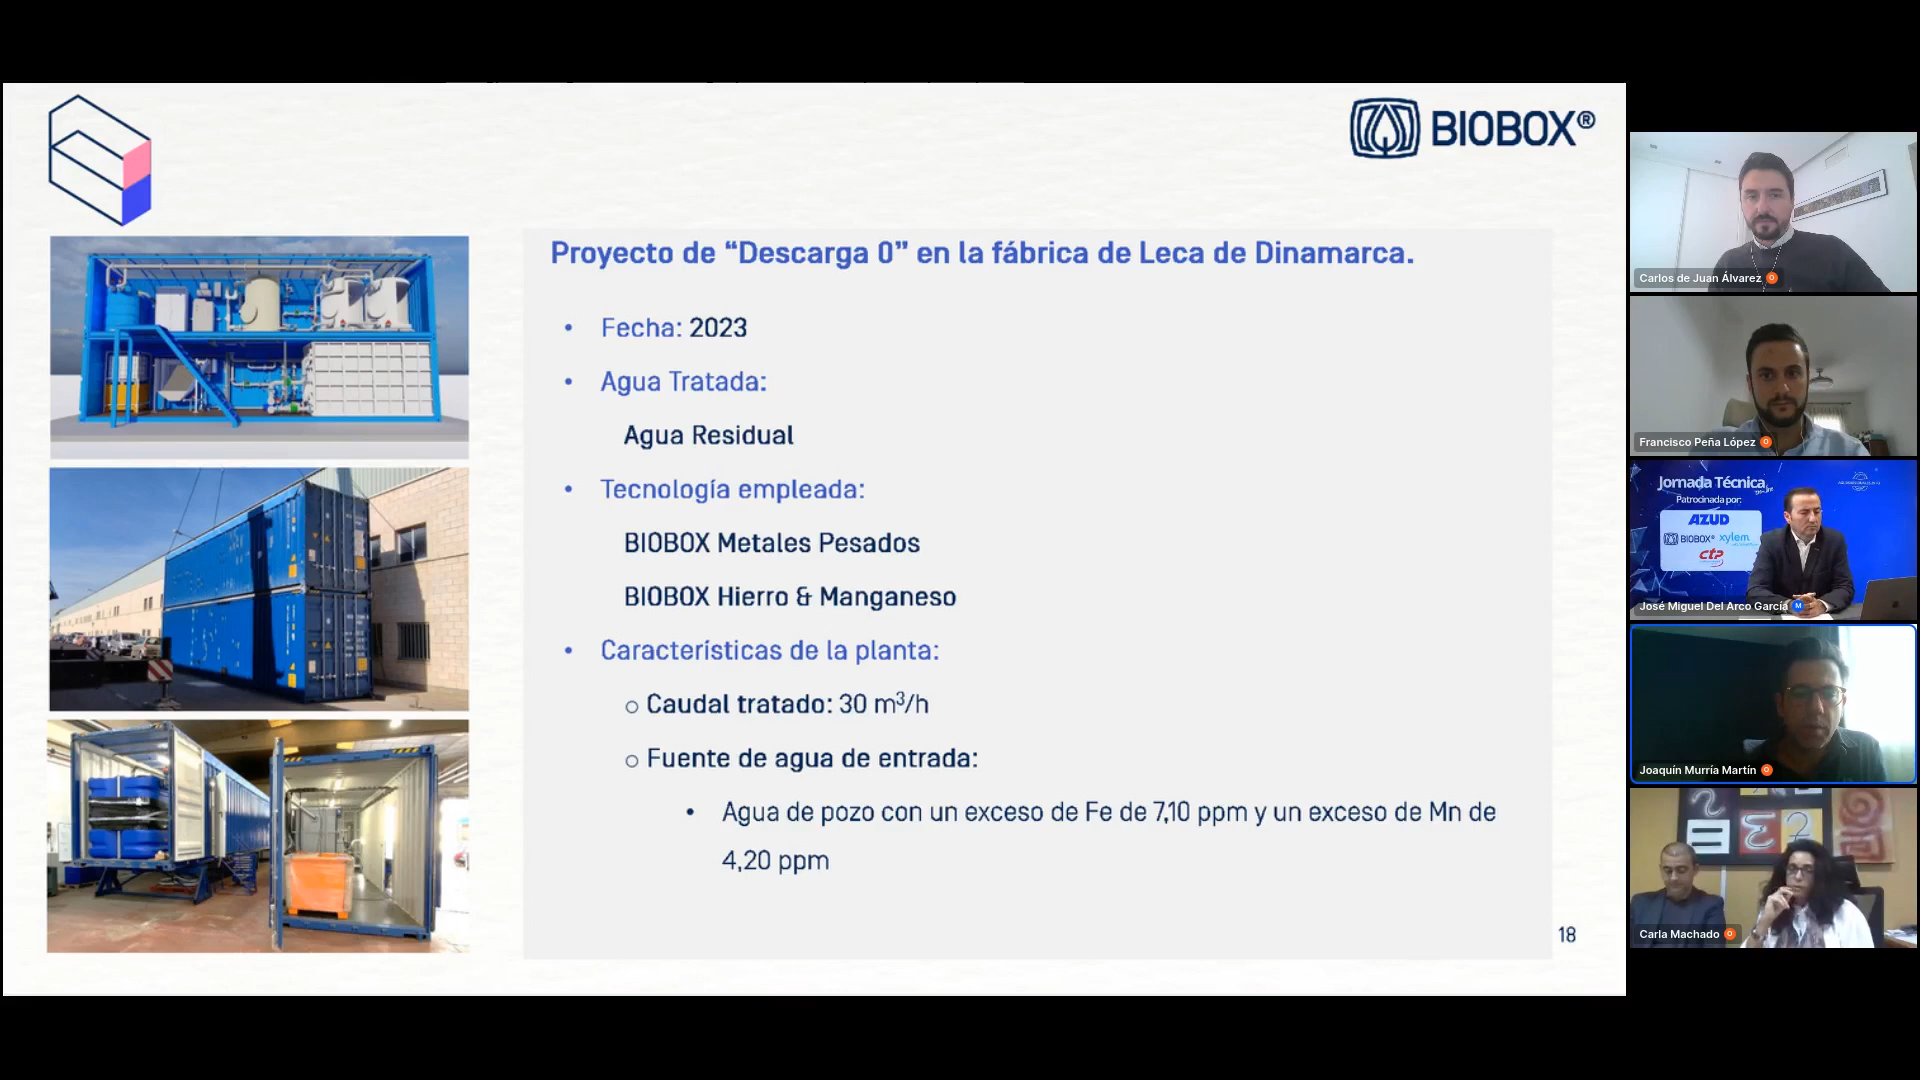 BIOBOX®
Proyecto de “Descarga 0” en la fábrica de Leca de Dinamarca.
• Fecha: 2023
• Agua Tratada:
Agua Residual
• Tecnología empleada:
BIOBOX Metales Pesados
BIOBOX Hierro & Manganeso
• Características de la planta:
o Caudal tratado: 30 m³/h
o Fuente de agua de entrada:
• Agua de pozo con un exceso de Fe de 7,10 ppm y un exceso de Mn de
4,20 ppm
18
Carlos de Juan Álvarez
Francisco Peña López
Jornada Técnica
Patrocinada por:
AZUD
BIOBOX® xylem
ctp
José Miguel Del Arco García M
Joaquín Murría Martín
Carla Machado